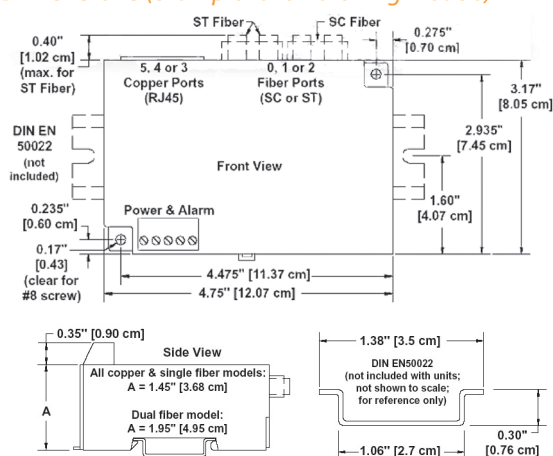 ST Fiber
SC Fiber
0.40"
[1.02 cm]
(max. for
ST Fiber)
0.275"
[0.70 cm]
5, 4 or 3
Copper Ports
(RJ45)
0, 1 or 2
Fiber Ports
(SC or ST)
3.17"
[8.05 cm]
DIN EN
50022
(not
included)
2.935"
[7.45 cm]
Front View
1.60"
[4.07 cm]
0.235"
[0.60 cm]
Power & Alarm
0.17"
[0.43]
(clear for
#8 screw)
4.475" [11.37 cm]
4.75" [12.07 cm]
0.35" [0.90 cm]
Side View
All copper & single fiber models:
A = 1.45" [3.68 cm]
A
Dual fiber model:
A = 1.95" [4.95 cm]
1.38" [3.5 cm]
DIN EN50022
(not included with units;
not shown to scale;
for reference only)
0.30"
[0.76 cm]
1.06" [2.7 cm]